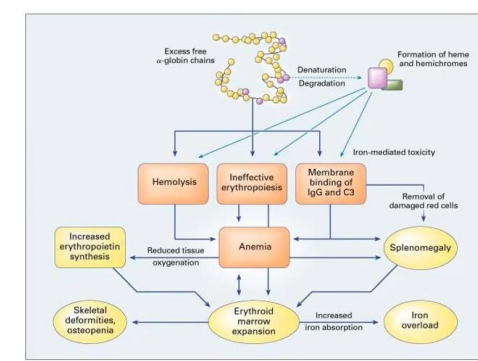 Excess free
α-globin chains
Denaturation
Degradation
Formation of heme
and hemichromes
Iron-mediated toxicity
Hemolysis
Ineffective
erythropoiesis
Membrane
binding of
IgG and C3
Removal of
damaged red cells
Increased
erythropoietin
synthesis
Reduced tissue
oxygenation
Anemia
Splenomegaly
Skeletal
deformities,
osteopenia
Erythroid
marrow
expansion
Increased
iron absorption
Iron
overload